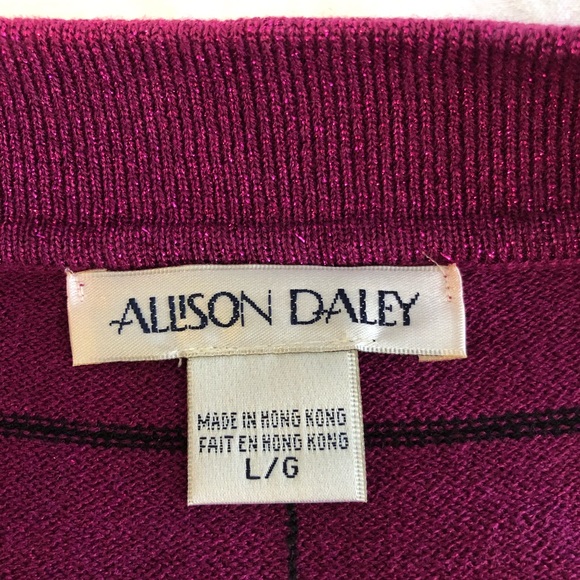 ALLISON DALEY
MADE IN HONG KONG
FAIT EN HONG KONG
L/G